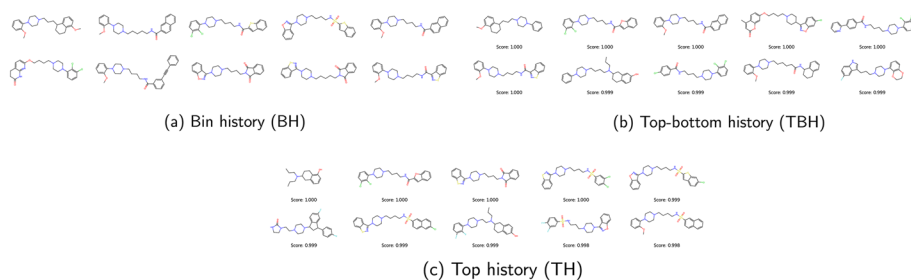 Score: 1.000 Score: 1.000 Score: 1.000 Score: 1.000 Score: 1.000
Score: 1.000 Score: 0.999 Score: 0.999 Score: 0.999 Score: 0.999
(a) Bin history (BH)
(b) Top-bottom history (TBH)
Score: 1.000 Score: 1.000 Score: 1.000 Score: 1.000 Score: 0.999
Score: 0.999 Score: 0.999 Score: 0.999 Score: 0.998 Score: 0.998
(c) Top history (TH)